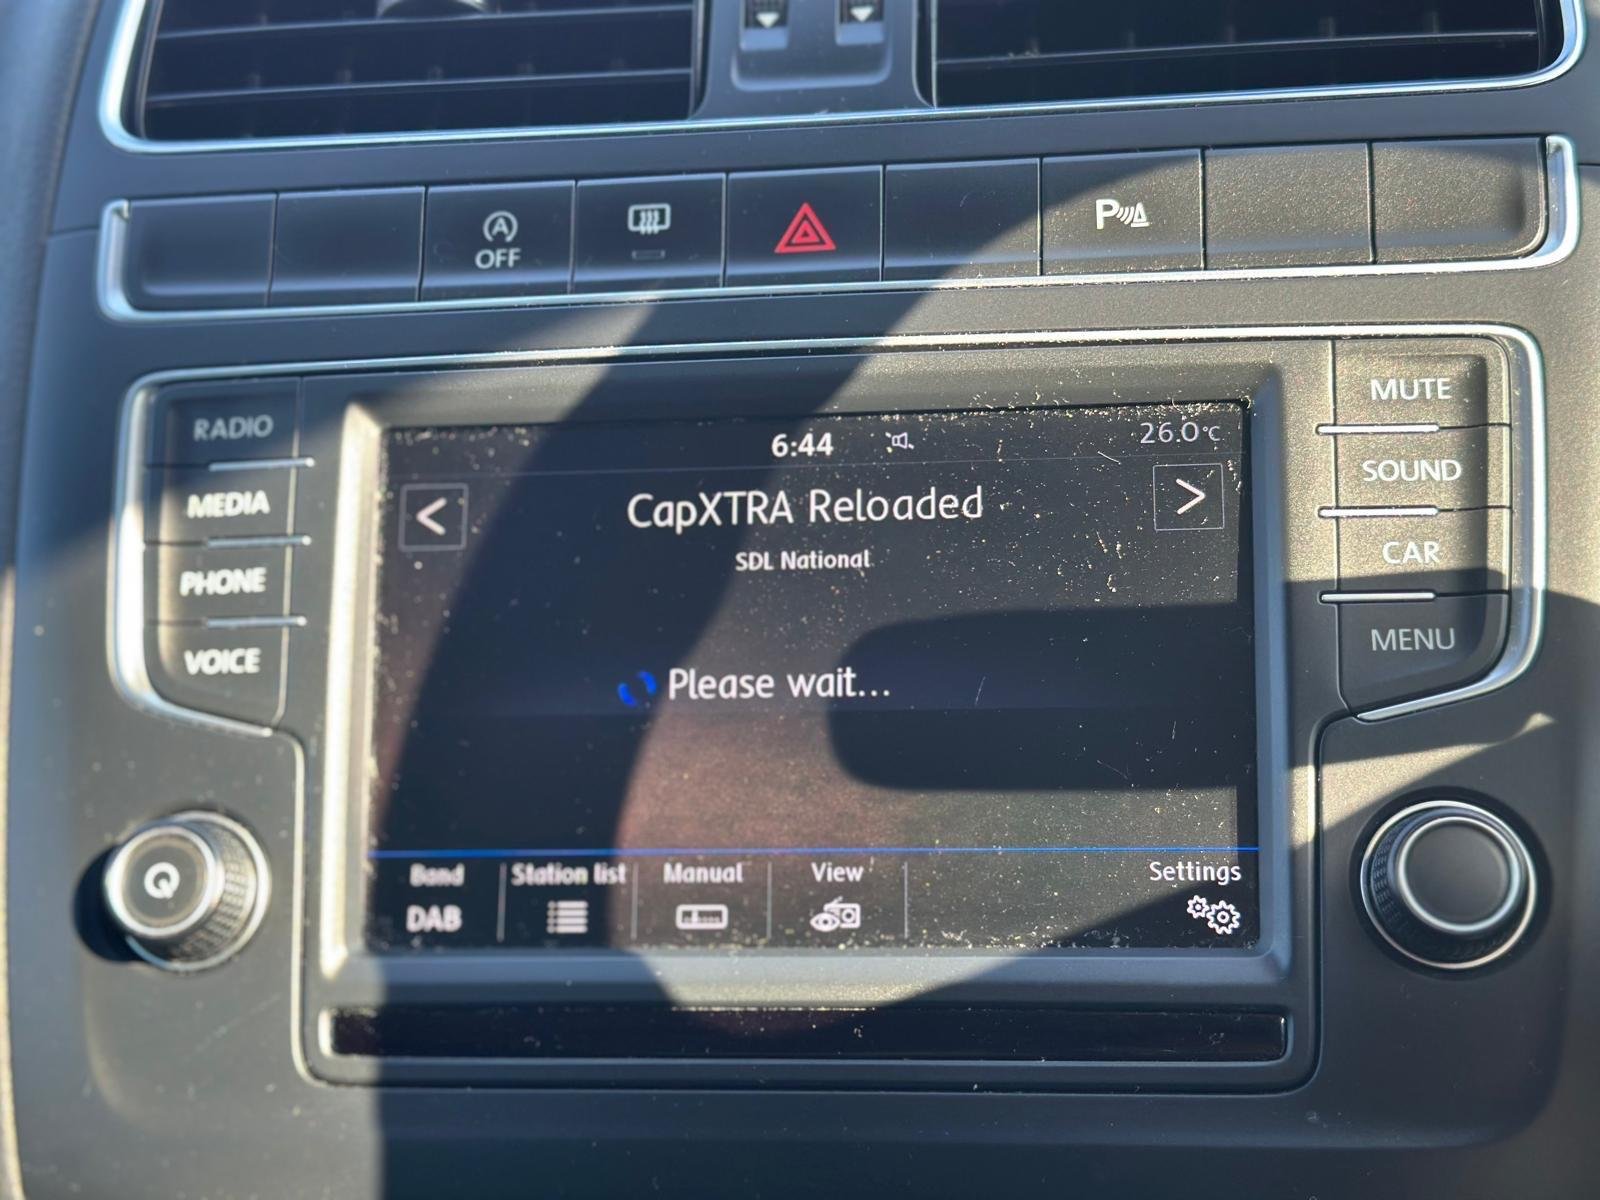 A
OFF
P
RADIO
MEDIA
PHONE
VOICE
6:44
26.0°C
<
CapXTRA Reloaded
>
SDL National
Please wait...
Band
DAB
Station list
Manual
View
Settings
MUTE
SOUND
CAR
MENU